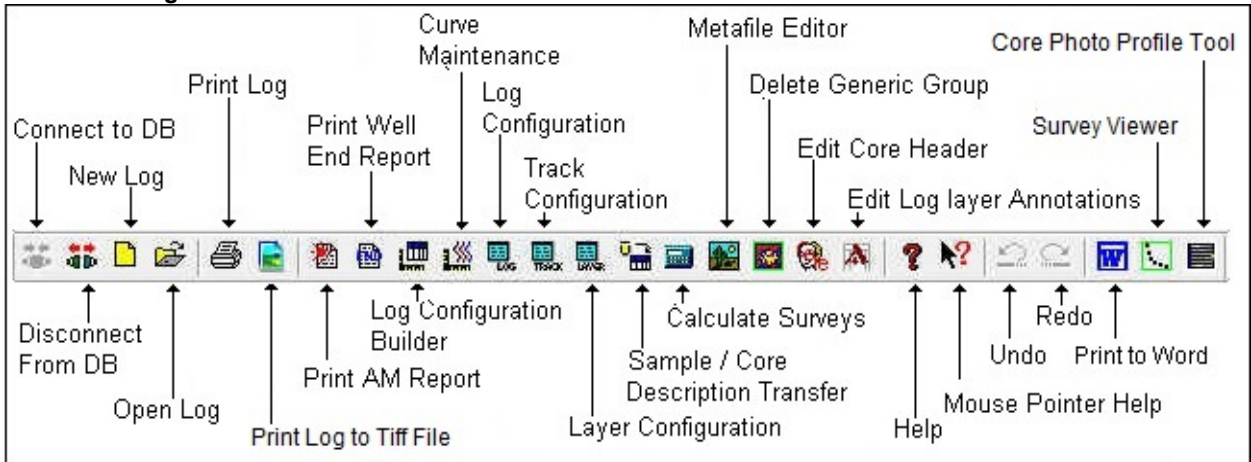 Curve
Maintenance
Metafile Editor
Core Photo Profile Tool
Print Log
Log
Configuration
Delete Generic Group
Connect to DB
Print Well
End Report
Survey Viewer
New Log
Track
Configuration
Edit Core Header
Edit Log layer Annotations
LOG
TRACK
LAYER
W
Disconnect
From DB
Open Log
Print Log to Tiff File
Print AM Report
Log Configuration
Builder
Layer Configuration
Sample / Core
Description Transfer
Calculate Surveys
Help
Mouse Pointer Help
Undo
Redo
Print to Word